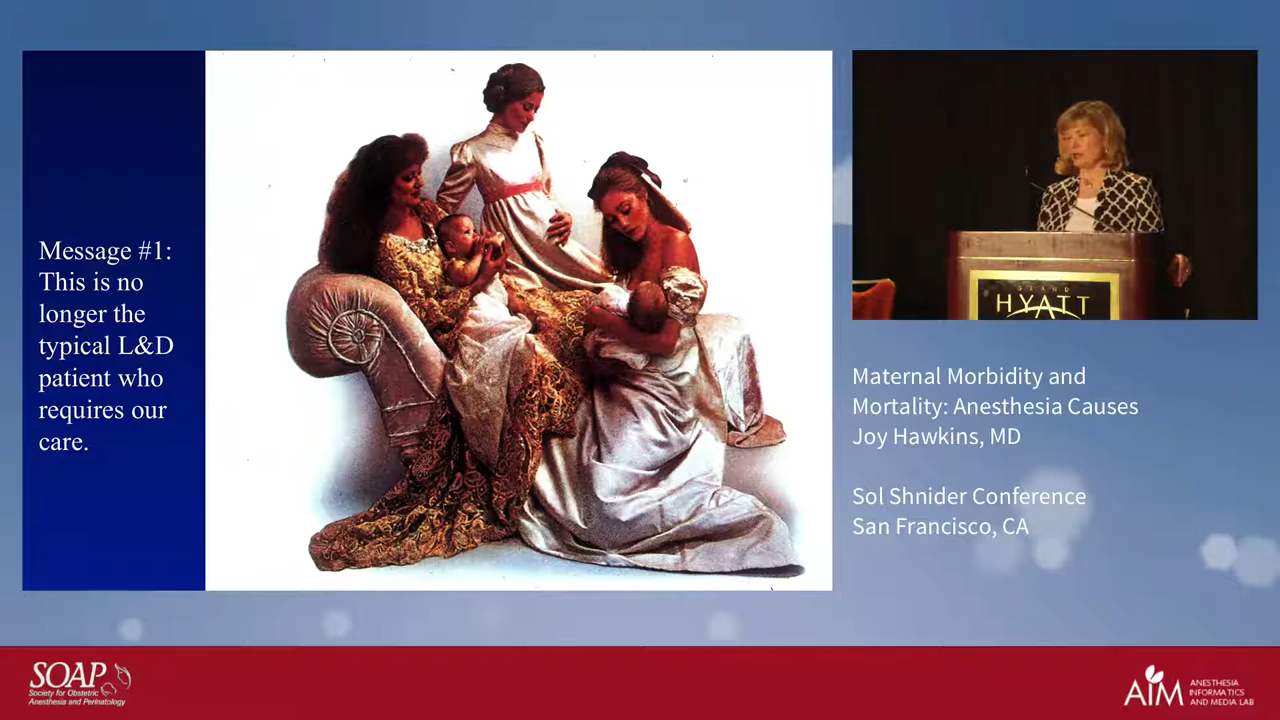 Message #1:
This is no
longer the
typical L&D
patient who
requires our
care.
GRAND
HYATT
Maternal Morbidity and
Mortality: Anesthesia Causes
Joy Hawkins, MD
Sol Shnider Conference
San Francisco, CA
SOAP
Society for Obstetric
Anesthesia and Perinatology
AIM
ANESTHESIA
INFORMATICS
AND MEDIA LAB